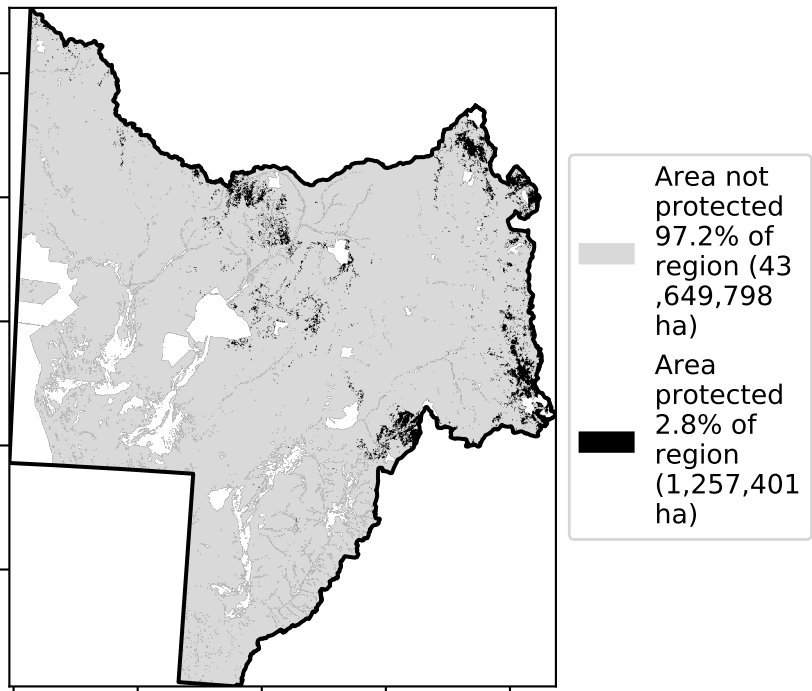 Area not
protected
97.2% of
region (43
,649,798
ha)
Area
protected
2.8% of
region
(1,257,401
ha)